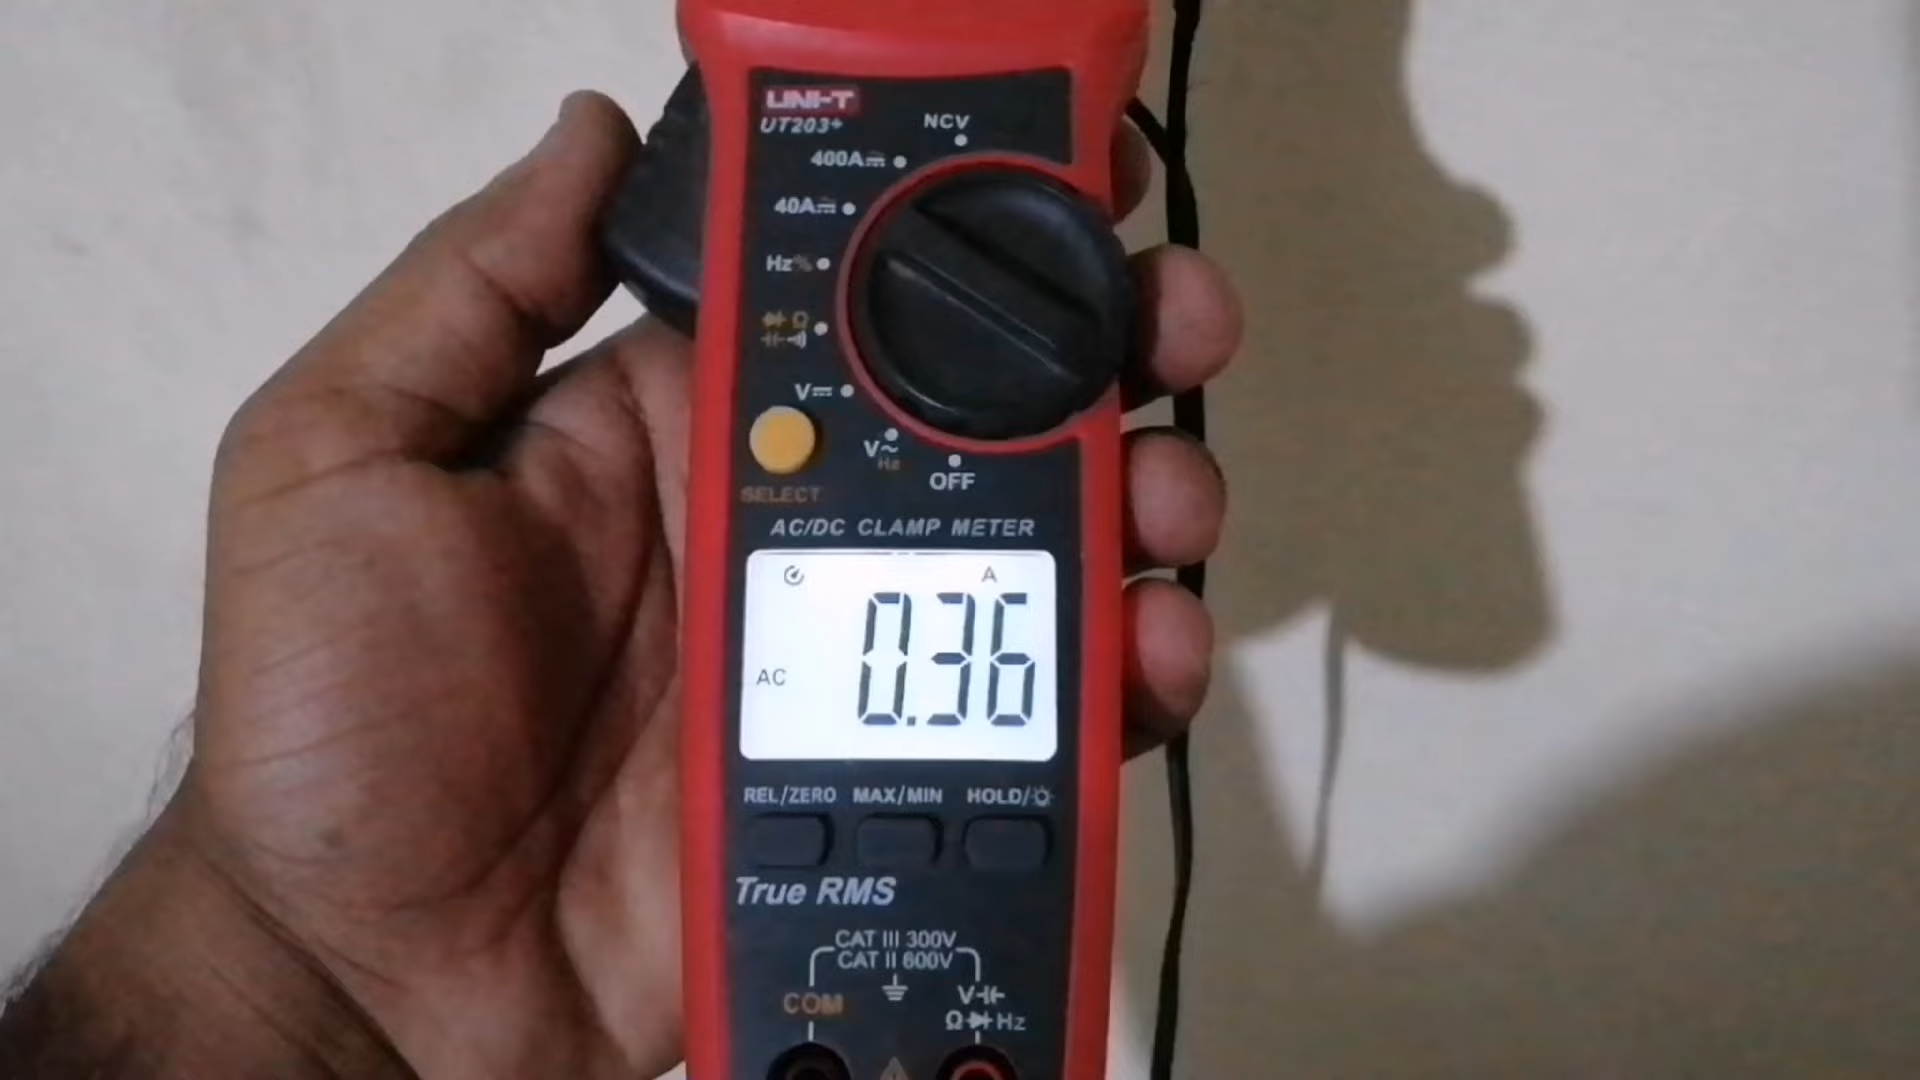 UNI-T
UT203+
NCV
400A
40A
Hz%
Ω
V
V~
Hz
OFF
SELECT
AC/DC CLAMP METER
A
AC
0.36
REL/ZERO MAX/MIN HOLD/
True RMS
CAT III 300V
CAT II 600V
COM
V
Ω Hz